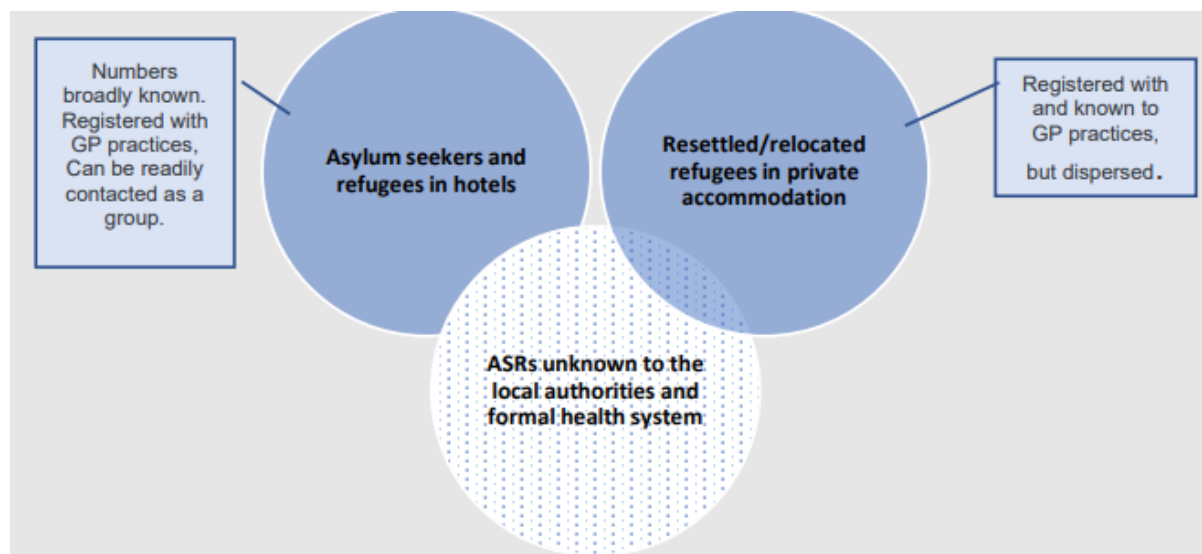 Numbers
broadly known.
Registered with
GP practices,
Can be readily
contacted as a
group.
Asylum seekers and
refugees in hotels
Resettled/relocated
refugees in private
accommodation
Registered with
and known to
GP practices,
but dispersed.
ASRs unknown to the
local authorities and
formal health system